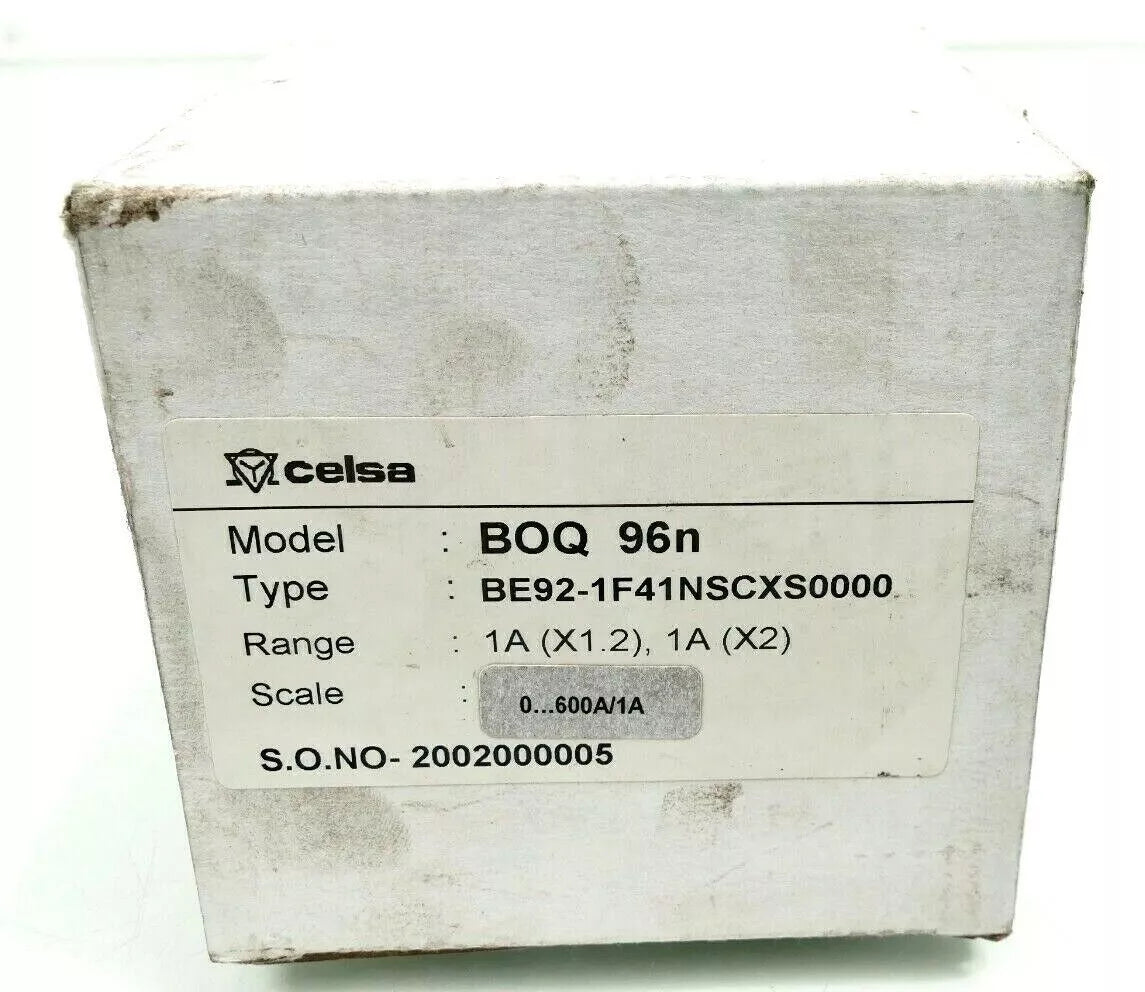 celsa
Model : BOQ 96n
Type : BE92-1F41NSCXS0000
Range : 1A (X1.2), 1A (X2)
Scale : 0...600A/1A
S.O.NO- 2002000005